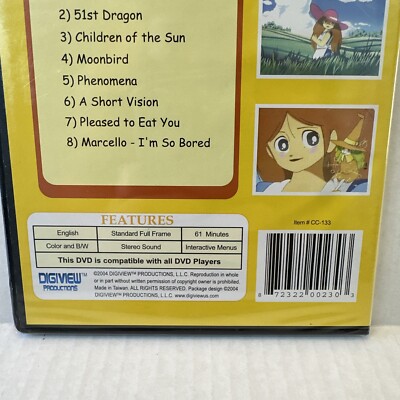 2) 51st Dragon
3) Children of the Sun
4) Moonbird
5) Phenomena
6) A Short Vision
7) Pleased to Eat You
8) Marcello - I'm So Bored
FEATURES
English Standard Full Frame 61 Minutes
Color and B/W Stereo Sound Interactive Menus
This DVD is compatible with all DVD Players
DIGIVIEW™
PRODUCTIONS
©2004 DIGIVIEW™ PRODUCTIONS, L.L.C. Reproduction in whole
or in part without written permission of copyright owner is prohibited.
Made in Taiwan. ALL RIGHTS RESERVED. Package design ©2004
DIGIVIEW™ PRODUCTIONS, L.L.C. www.digiviewus.com
Item # CC-133
8 72322 00230 3